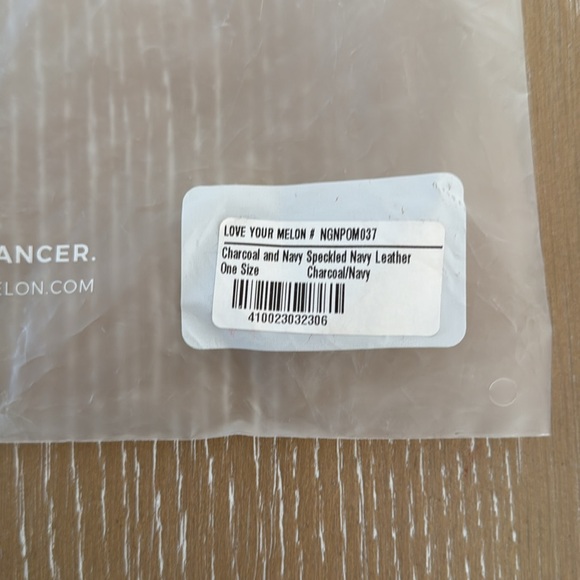 ANCER.
ELON.COM
LOVE YOUR MELON # NGNPOM037
Charcoal and Navy Speckled Navy Leather
One Size Charcoal/Navy
410023032306